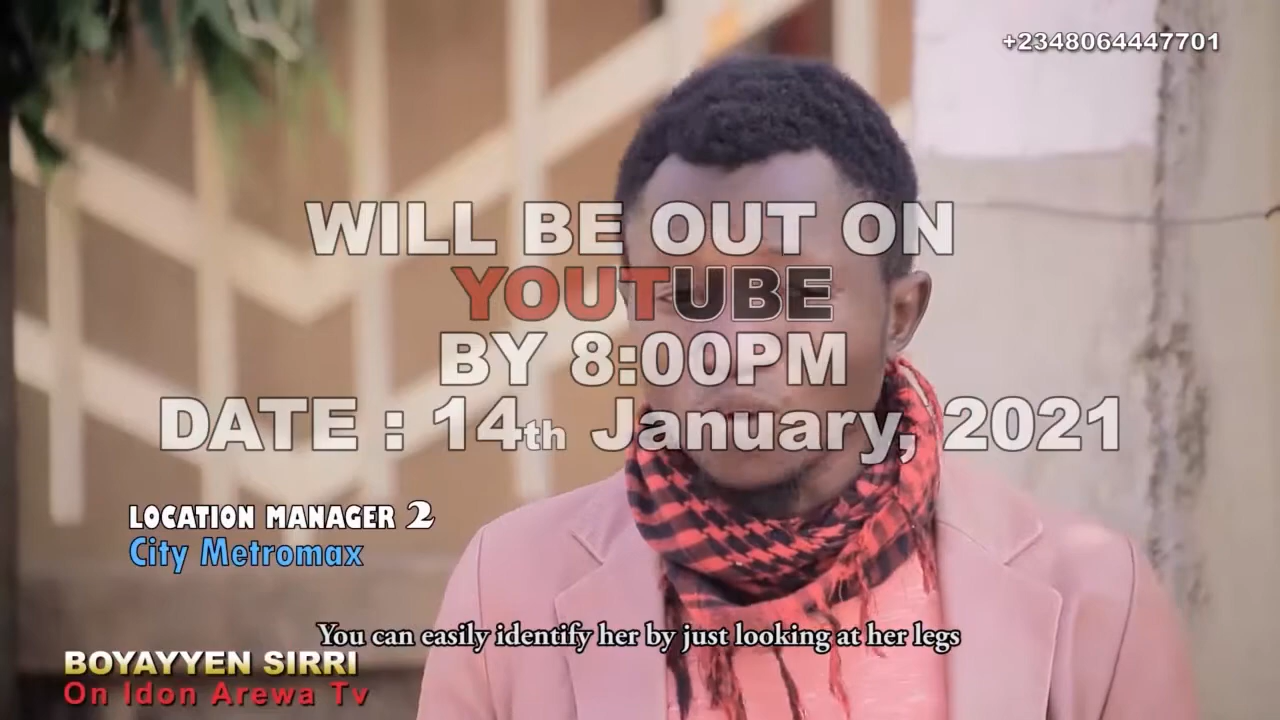 +2348064447701
WILL BE OUT ON
YOUTUBE
BY 8:00PM
DATE : 14th January, 2021
LOCATION MANAGER 2
City Metromax
You can easily identify her by just looking at her legs
BOYAYYEN SIRRI
On Idon Arewa Tv